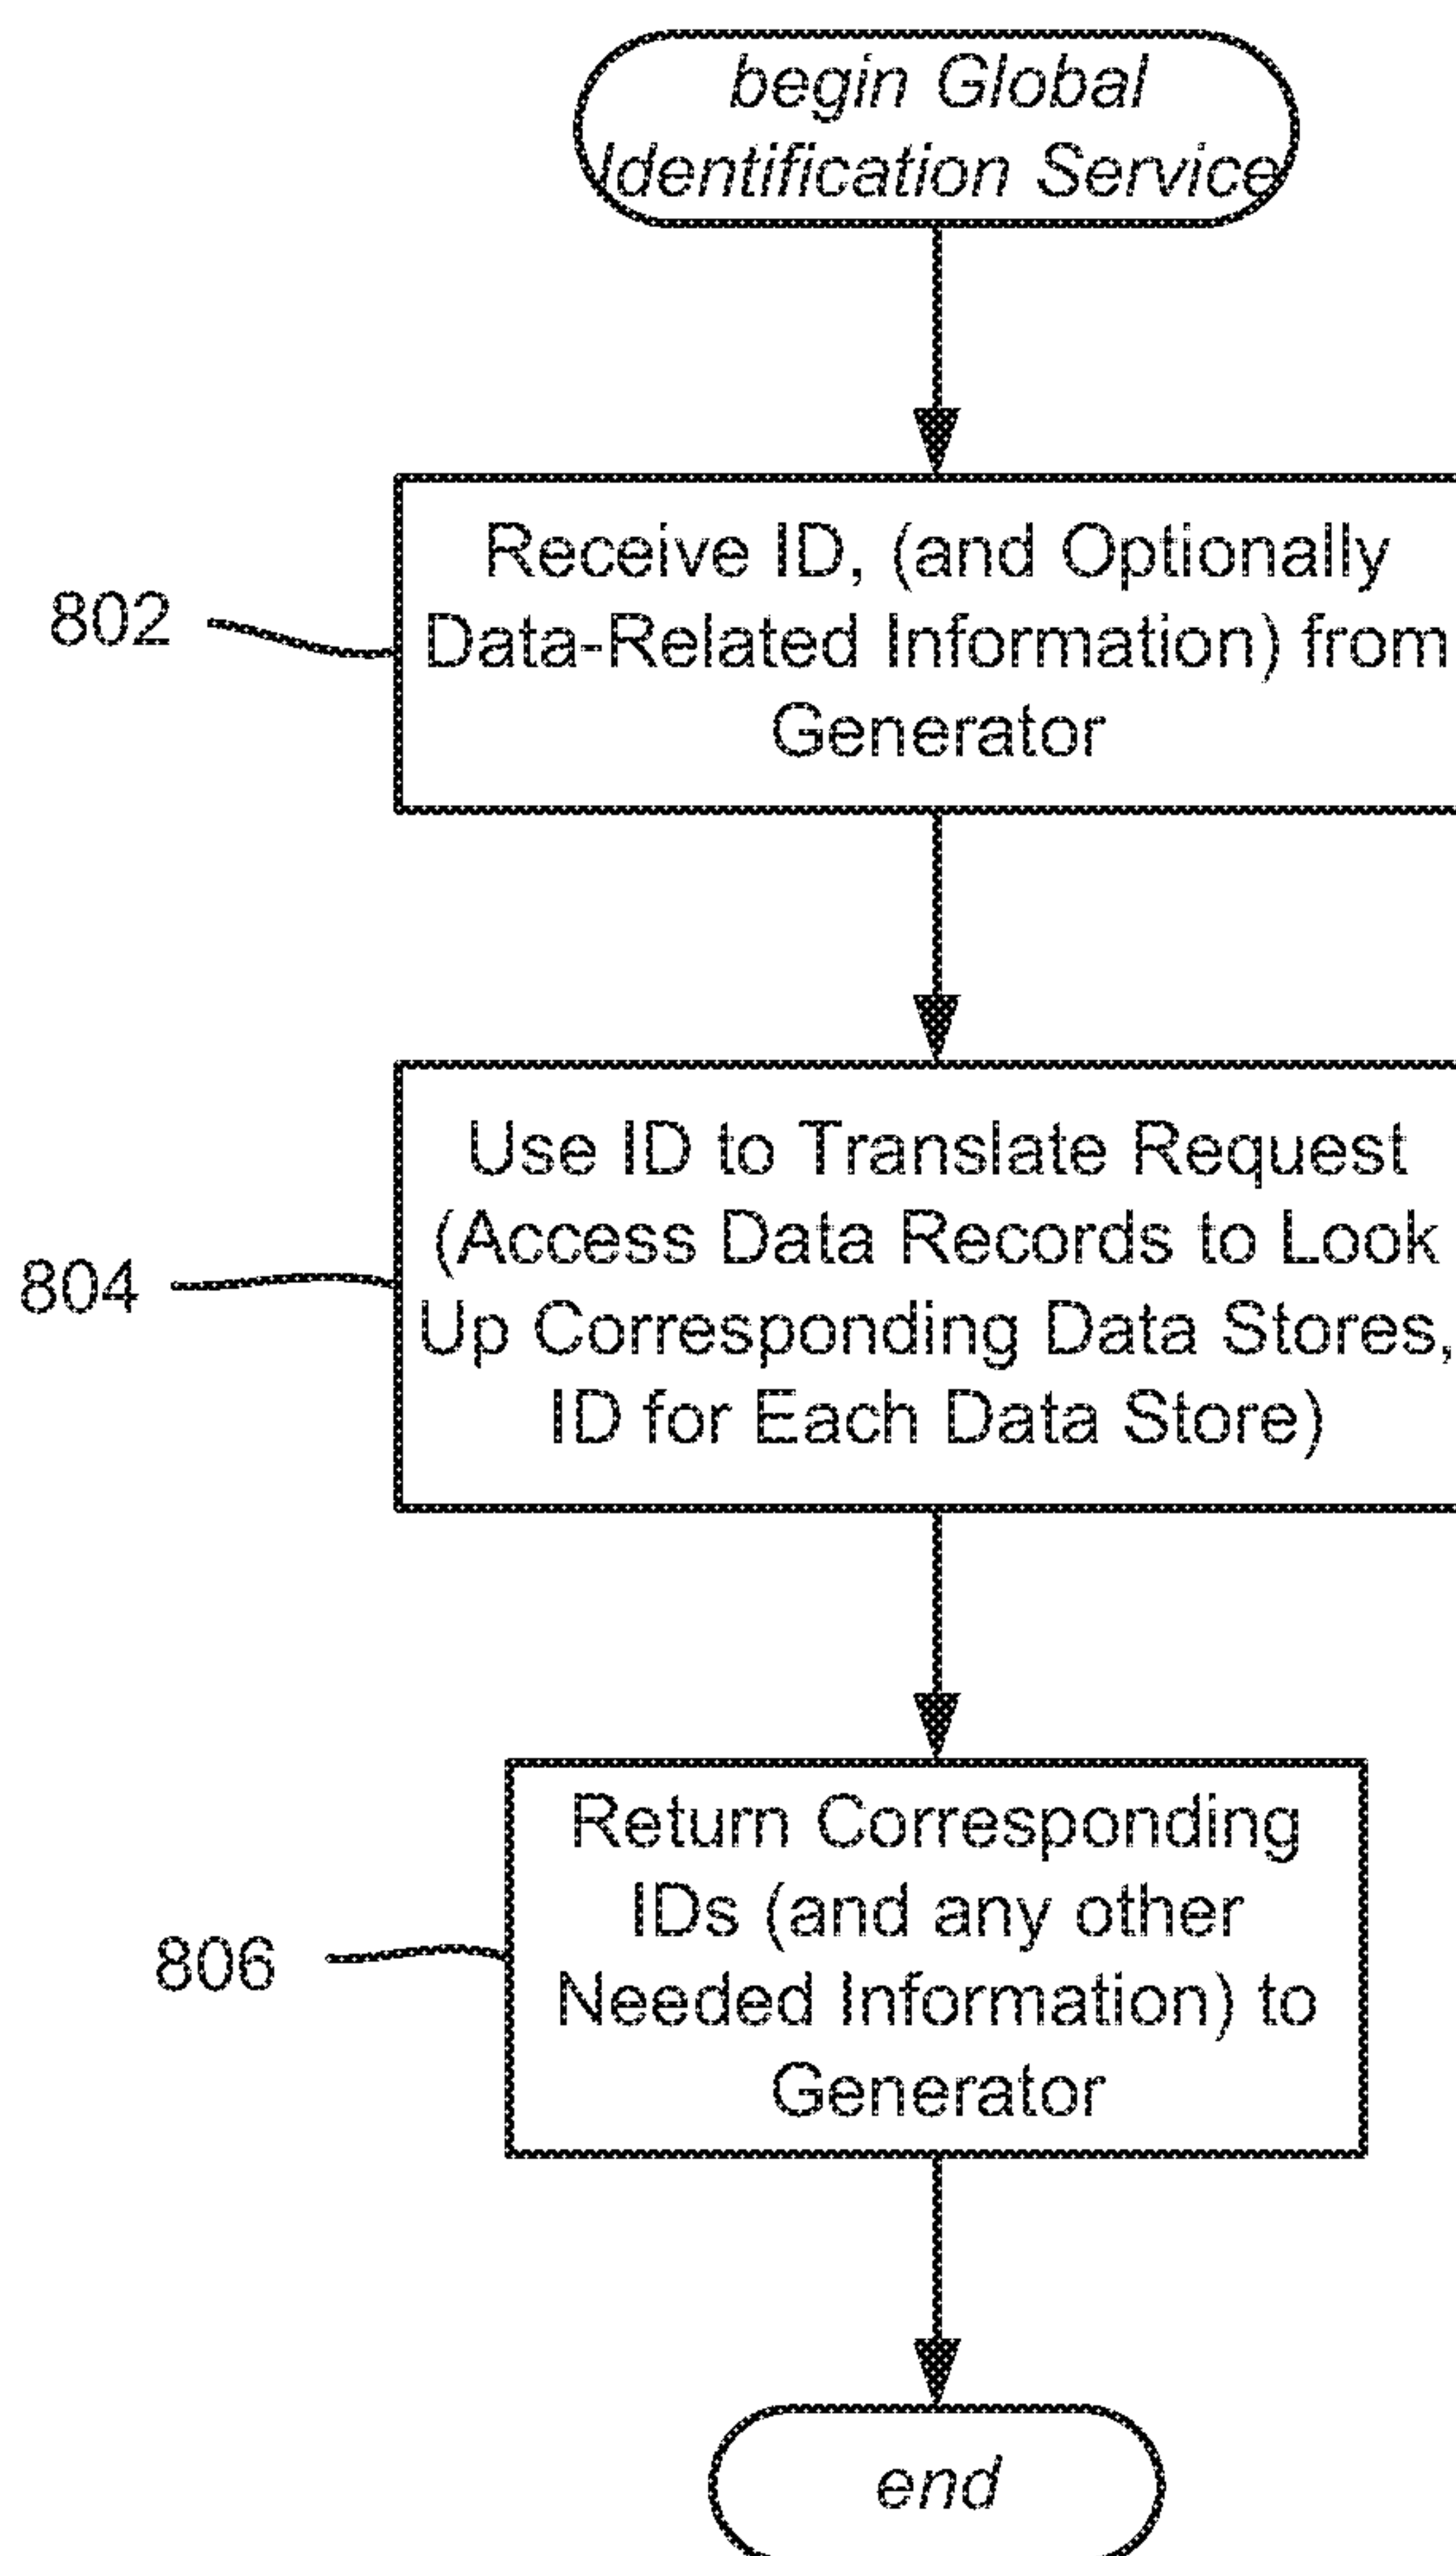 begin Global
Identification Service
Receive ID, (and Optionally
Data-Related Information) from
Generator
802
Use ID to Translate Request
(Access Data Records to Look
Up Corresponding Data Stores,
ID for Each Data Store)
804
Return Corresponding
IDs (and any other
Needed Information) to
Generator
806
end